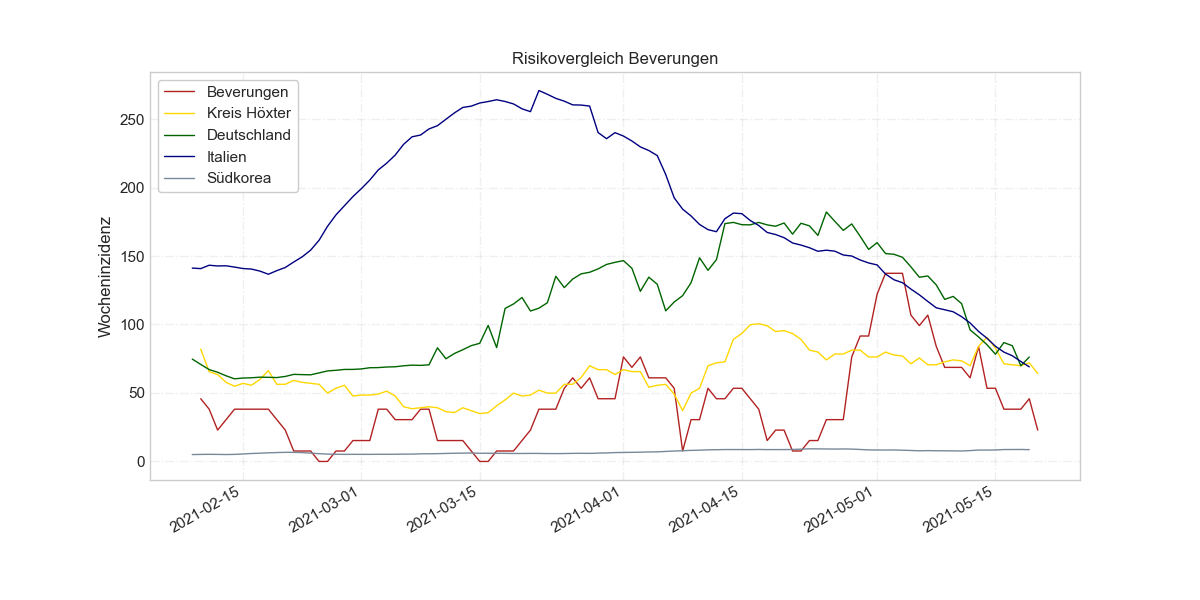 Risikovergleich Beverungen
Beverungen
Kreis Höxter
Deutschland
Italien
Südkorea
Wocheninzidenz
250
200
150
100
50
0
2021-02-15
2021-03-01
2021-03-15
2021-04-01
2021-04-15
2021-05-01
2021-05-15